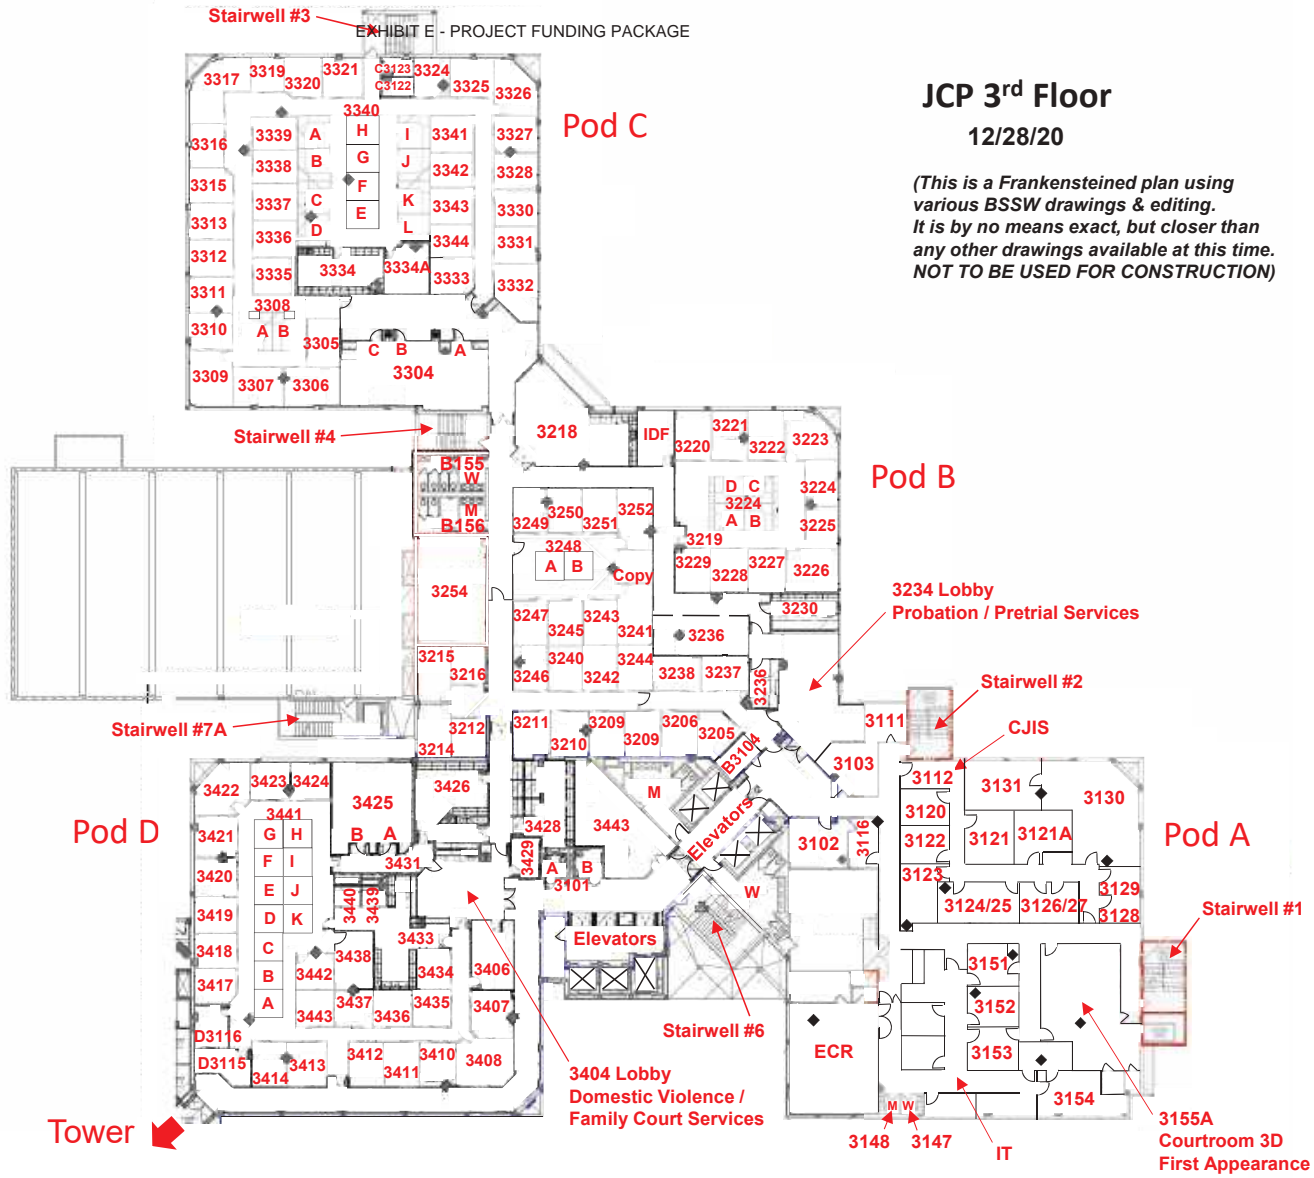 Stairwell #3
EXHIBIT E - PROJECT FUNDING PACKAGE
JCP 3rd Floor
12/28/20
(This is a Frankensteined plan using
various BSSW drawings & editing.
It is by no means exact, but closer than
any other drawings available at this time.
NOT TO BE USED FOR CONSTRUCTION)
Pod C
3317
3319
3320
3321
C3123
C3122
3324
3325
3326
3340
3316
3339
A
H
I
3341
3327
3338
B
G
J
3342
3328
3315
F
3337
C
E
K
3343
3330
3313
3336
D
L
3344
3331
3312
3335
3334
3334A
3333
3332
3311
3308
3310
A B
3305
C B A
3304
3309
3307
3306
Stairwell #4
3218
IDF
Pod B
3220
3221
3222
3223
B155
W
M
B156
D C
3224
A B
3224
3225
3219
3229
3228
3227
3226
3249
3250
3251
3252
3248
A B
Copy
3254
3230
3234 Lobby
Probation / Pretrial Services
3247
3245
3243
3241
3236
3246
3240
3242
3244
3238
3237
3236
3215
3216
Stairwell #7A
3212
3214
3211
3210
3209
3209
3206
3205
B3104
3111
3103
Stairwell #2
CJIS
Pod D
3422
3423
3424
3425
B A
3426
3428
3443
M
Elevators
3441
G H
F I
E J
D K
C
B
A
3421
3420
3419
3418
3417
3431
3429
A
B
3101
3440
3439
3433
3438
3434
3406
3442
3443
3437
3436
3435
3407
D3116
D3115
3414
3413
3412
3411
3410
3408
Elevators
W
Stairwell #6
3404 Lobby
Domestic Violence /
Family Court Services
Tower
3102
3116
3112
3131
3130
3120
3122
3121
3121A
Pod A
3123
3124/25
3126/27
3129
3128
Stairwell #1
3151
3152
3153
ECR
3154
M W
3148
3147
IT
3155A
Courtroom 3D
First Appearance